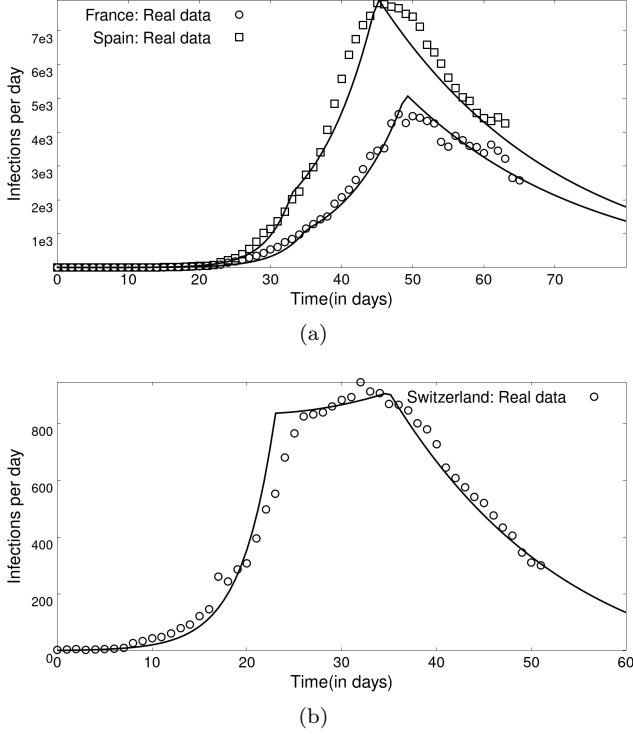 France: Real data
Spain: Real data
7e3
6e3
5e3
4e3
3e3
2e3
1e3
Infections per day
0 10 20 30 40 50 60 70
Time(in days)
(a)
Switzerland: Real data
800
600
400
200
0
Infections per day
0 10 20 30 40 50 60
Time(in days)
(b)